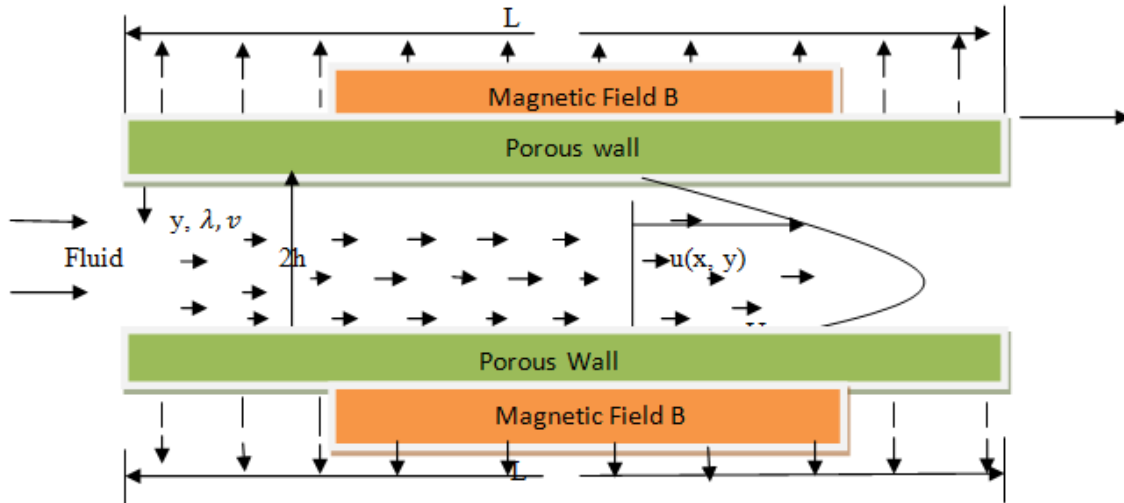 L
Magnetic Field B
Porous wall
y, λ, v
Fluid
2h
u(x, y)
Porous Wall
Magnetic Field B
L